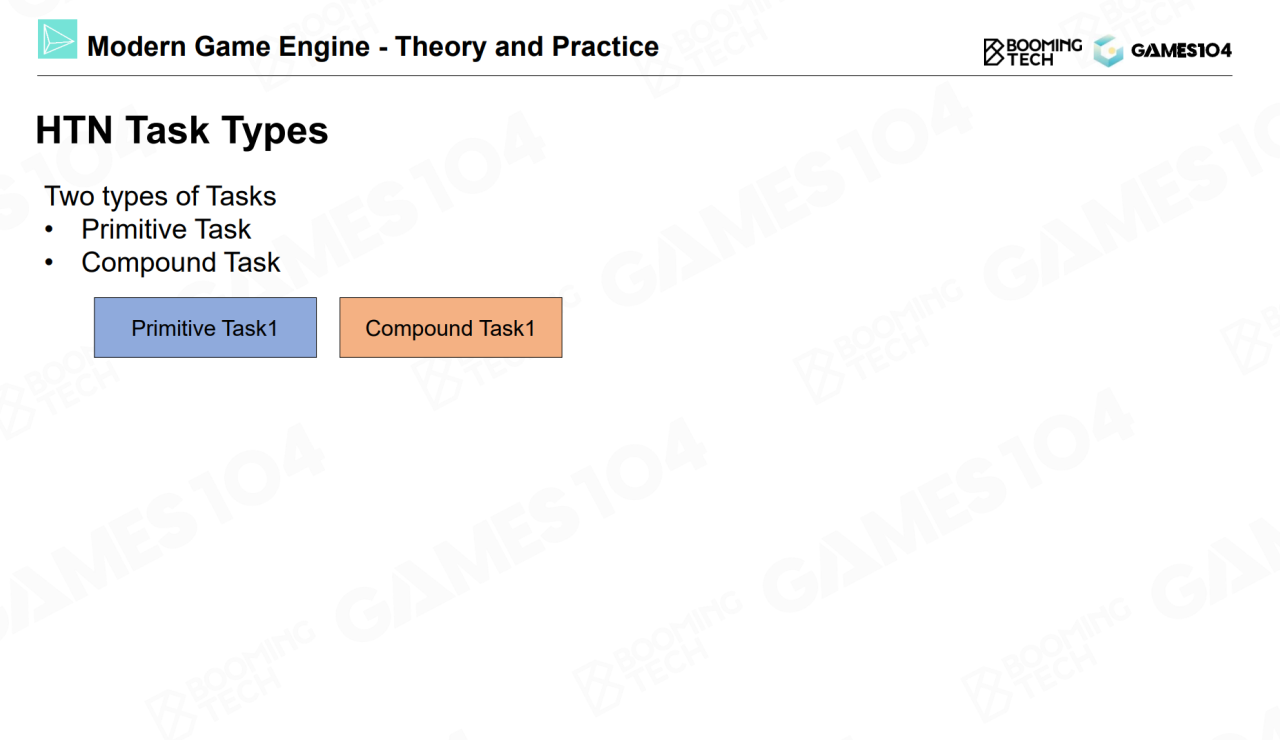 Modern Game Engine - Theory and Practice
BOOMING
TECH
GAMES104
HTN Task Types
Two types of Tasks
• Primitive Task
• Compound Task
Primitive Task1
Compound Task1